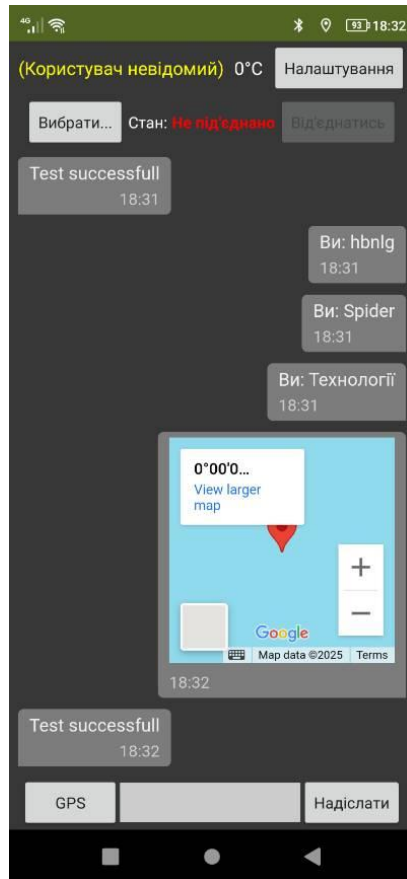 4G 93 18:32
(Користувач невідомий) 0°C Налаштування
Вибрати... Стан: Не під'єднано Від'єднатись
Test successfull
18:31
Ви: hbnlg
18:31
Ви: Spider
18:31
Ви: Технології
18:31
0°00'0...
View larger
map
+
−
Google
Map data ©2025 Terms
18:32
Test successfull
18:32
GPS Надіслати